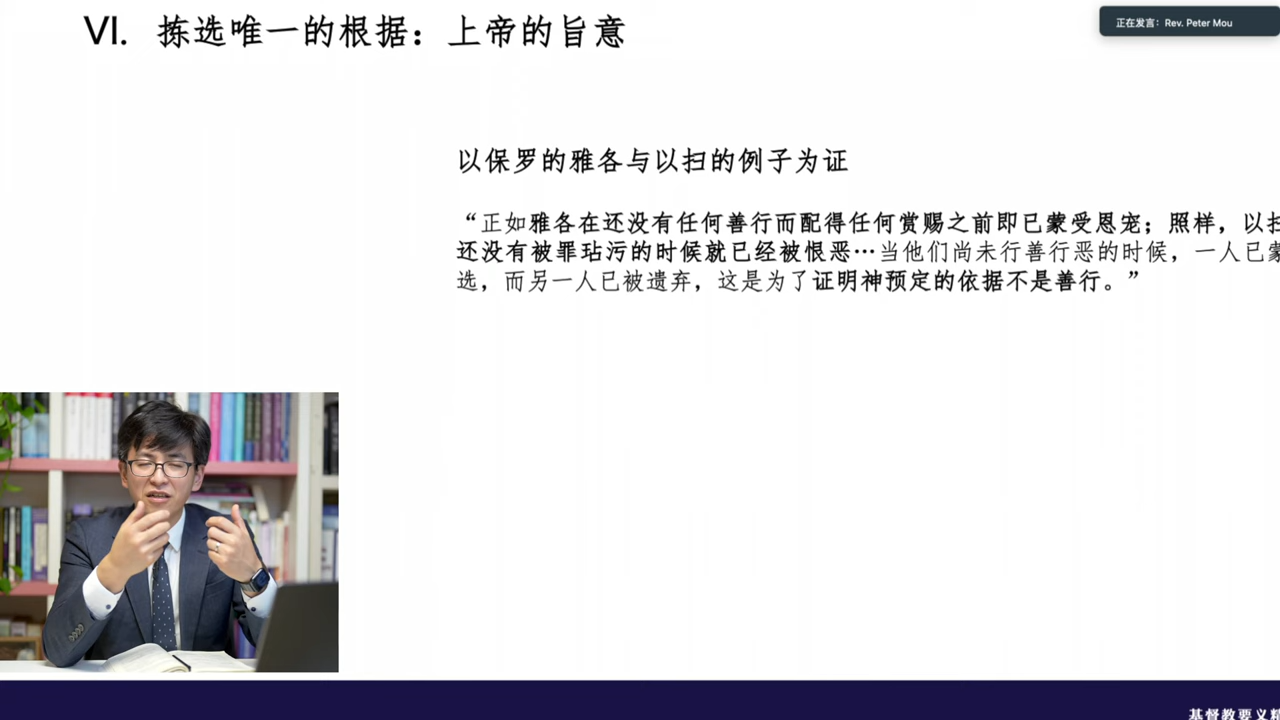 VI. 拣选唯一的根据：上帝的旨意
正在发言：Rev. Peter Mou
以保罗的雅各与以扫的例子为证
“正如雅各在还没有任何善行而配得任何赏赐之前即已蒙受恩宠；照样，以扫
还没有被罪玷污的时候就已经被恨恶…当他们尚未行善行恶的时候，一人已蒙
选，而另一人已被遗弃，这是为了证明神预定的依据不是善行。”
基督教要义